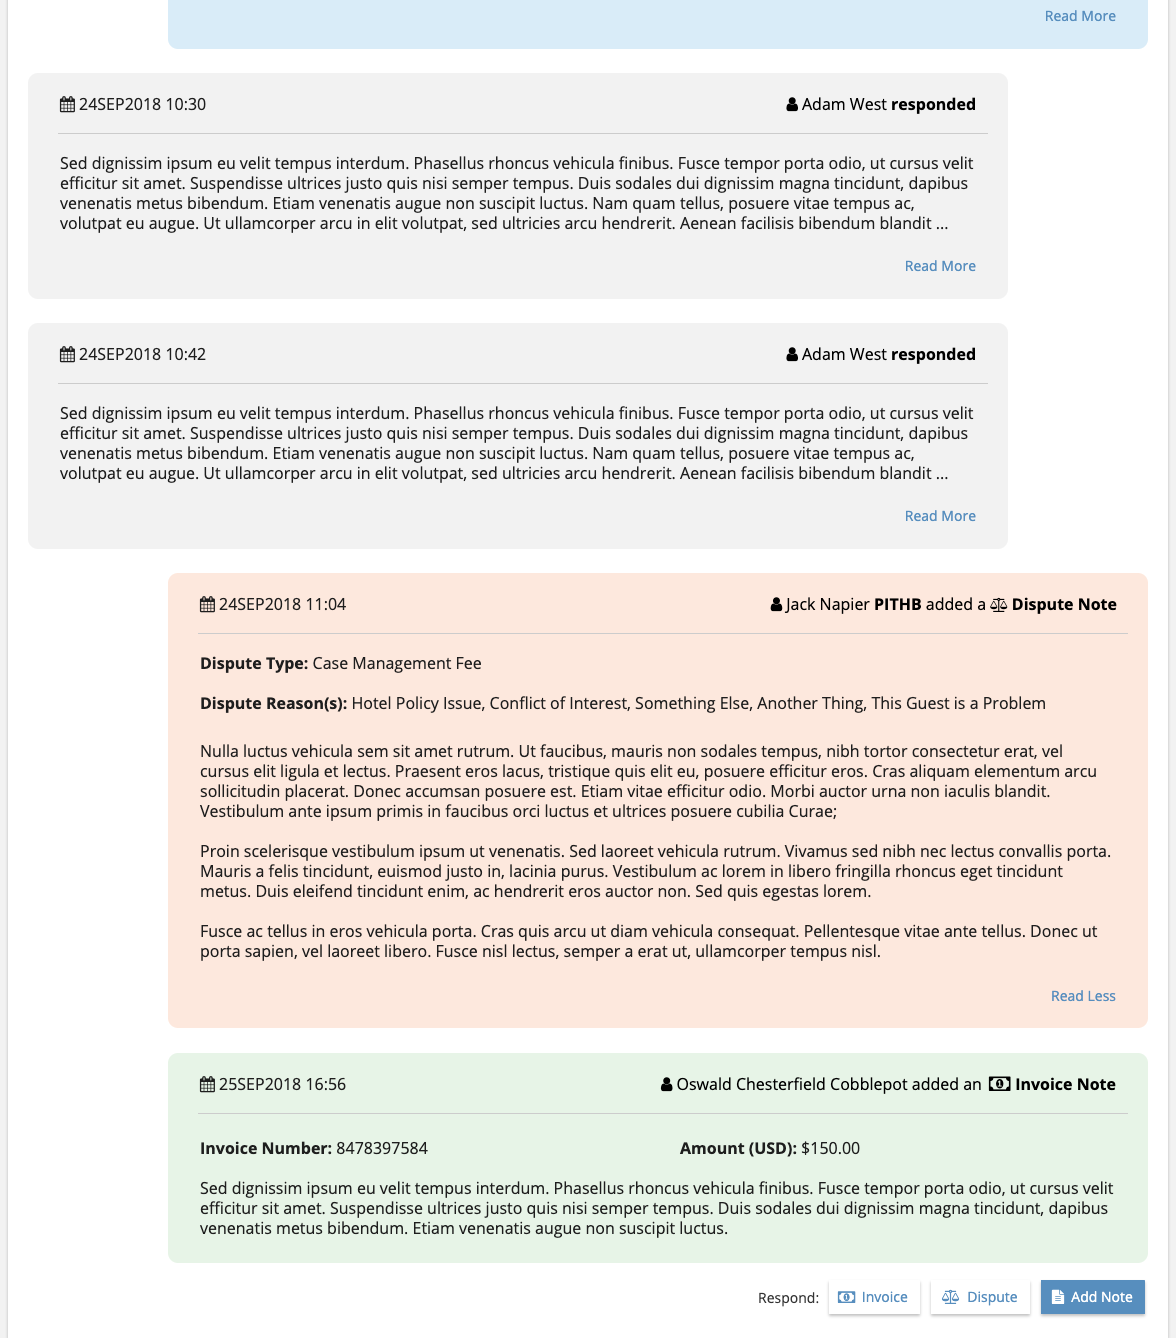 Read More
24SEP2018 10:30
Adam West responded
Sed dignissim ipsum eu velit tempus interdum. Phasellus rhoncus vehicula finibus. Fusce tempor porta odio, ut cursus velit
efficitur sit amet. Suspendisse ultrices justo quis nisi semper tempus. Duis sodales dui dignissim magna tincidunt, dapibus
venenatis metus bibendum. Etiam venenatis augue non suscipit luctus. Nam quam tellus, posuere vitae tempus ac,
volutpat eu augue. Ut ullamcorper arcu in elit volutpat, sed ultricies arcu hendrerit. Aenean facilisis bibendum blandit ...
Read More
24SEP2018 10:42
Adam West responded
Sed dignissim ipsum eu velit tempus interdum. Phasellus rhoncus vehicula finibus. Fusce tempor porta odio, ut cursus velit
efficitur sit amet. Suspendisse ultrices justo quis nisi semper tempus. Duis sodales dui dignissim magna tincidunt, dapibus
venenatis metus bibendum. Etiam venenatis augue non suscipit luctus. Nam quam tellus, posuere vitae tempus ac,
volutpat eu augue. Ut ullamcorper arcu in elit volutpat, sed ultricies arcu hendrerit. Aenean facilisis bibendum blandit ...
Read More
24SEP2018 11:04
Jack Napier PITHB added a Dispute Note
Dispute Type: Case Management Fee
Dispute Reason(s): Hotel Policy Issue, Conflict of Interest, Something Else, Another Thing, This Guest is a Problem
Nulla luctus vehicula sem sit amet rutrum. Ut faucibus, mauris non sodales tempus, nibh tortor consectetur erat, vel
cursus elit ligula et lectus. Praesent eros lacus, tristique quis elit eu, posuere efficitur eros. Cras aliquam elementum arcu
sollicitudin placerat. Donec accumsan posuere est. Etiam vitae efficitur odio. Morbi auctor urna non iaculis blandit.
Vestibulum ante ipsum primis in faucibus orci luctus et ultrices posuere cubilia Curae;
Proin scelerisque vestibulum ipsum ut venenatis. Sed laoreet vehicula rutrum. Vivamus sed nibh nec lectus convallis porta.
Mauris a felis tincidunt, euismod justo in, lacinia purus. Vestibulum ac lorem in libero fringilla rhoncus eget tincidunt
metus. Duis eleifend tincidunt enim, ac hendrerit eros auctor non. Sed quis egestas lorem.
Fusce ac tellus in eros vehicula porta. Cras quis arcu ut diam vehicula consequat. Pellentesque vitae ante tellus. Donec ut
porta sapien, vel laoreet libero. Fusce nisl lectus, semper a erat ut, ullamcorper tempus nisl.
Read Less
25SEP2018 16:56
Oswald Chesterfield Cobblepot added an Invoice Note
Invoice Number: 8478397584
Amount (USD): $150.00
Sed dignissim ipsum eu velit tempus interdum. Phasellus rhoncus vehicula finibus. Fusce tempor porta odio, ut cursus velit
efficitur sit amet. Suspendisse ultrices justo quis nisi semper tempus. Duis sodales dui dignissim magna tincidunt, dapibus
venenatis metus bibendum. Etiam venenatis augue non suscipit luctus.
Respond: Invoice Dispute Add Note